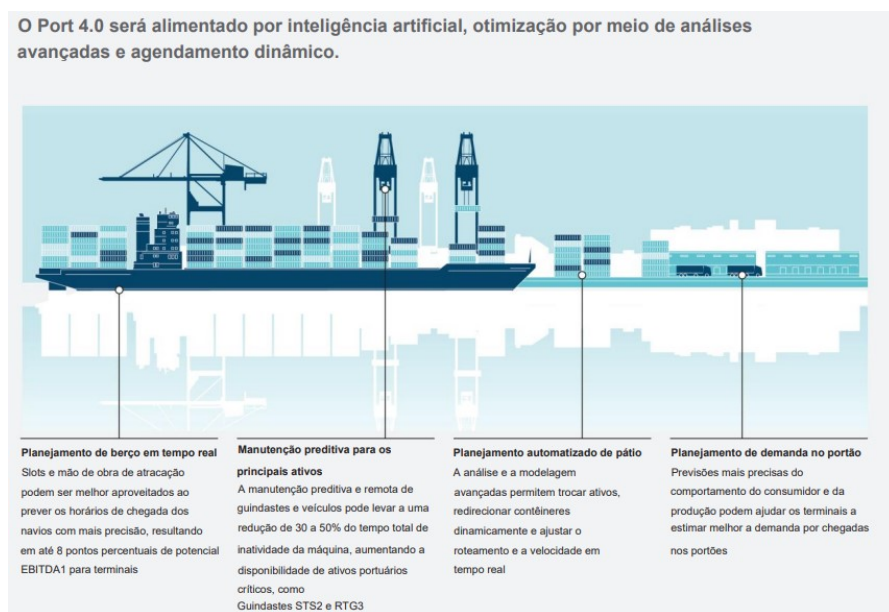 O Port 4.0 será alimentado por inteligência artificial, otimização por meio de análises
avançadas e agendamento dinâmico.
Planejamento de berço em tempo real
Slots e mão de obra de atracação
podem ser melhor aproveitados ao
prever os horários de chegada dos
navios com mais precisão, resultando
em até 8 pontos percentuais de potencial
EBITDA1 para terminais
Manutenção preditiva para os
principais ativos
A manutenção preditiva e remota de
guindastes e veículos pode levar a uma
redução de 30 a 50% do tempo total de
inatividade da máquina, aumentando a
disponibilidade de ativos portuários
críticos, como
Guindastes STS2 e RTG3
Planejamento automatizado de pátio
A análise e a modelagem
avançadas permitem trocar ativos,
redirecionar contêineres
dinamicamente e ajustar o
roteamento e a velocidade em
tempo real
Planejamento de demanda no portão
Previsões mais precisas do
comportamento do consumidor e da
produção podem ajudar os terminais a
estimar melhor a demanda por chegadas
nos portões